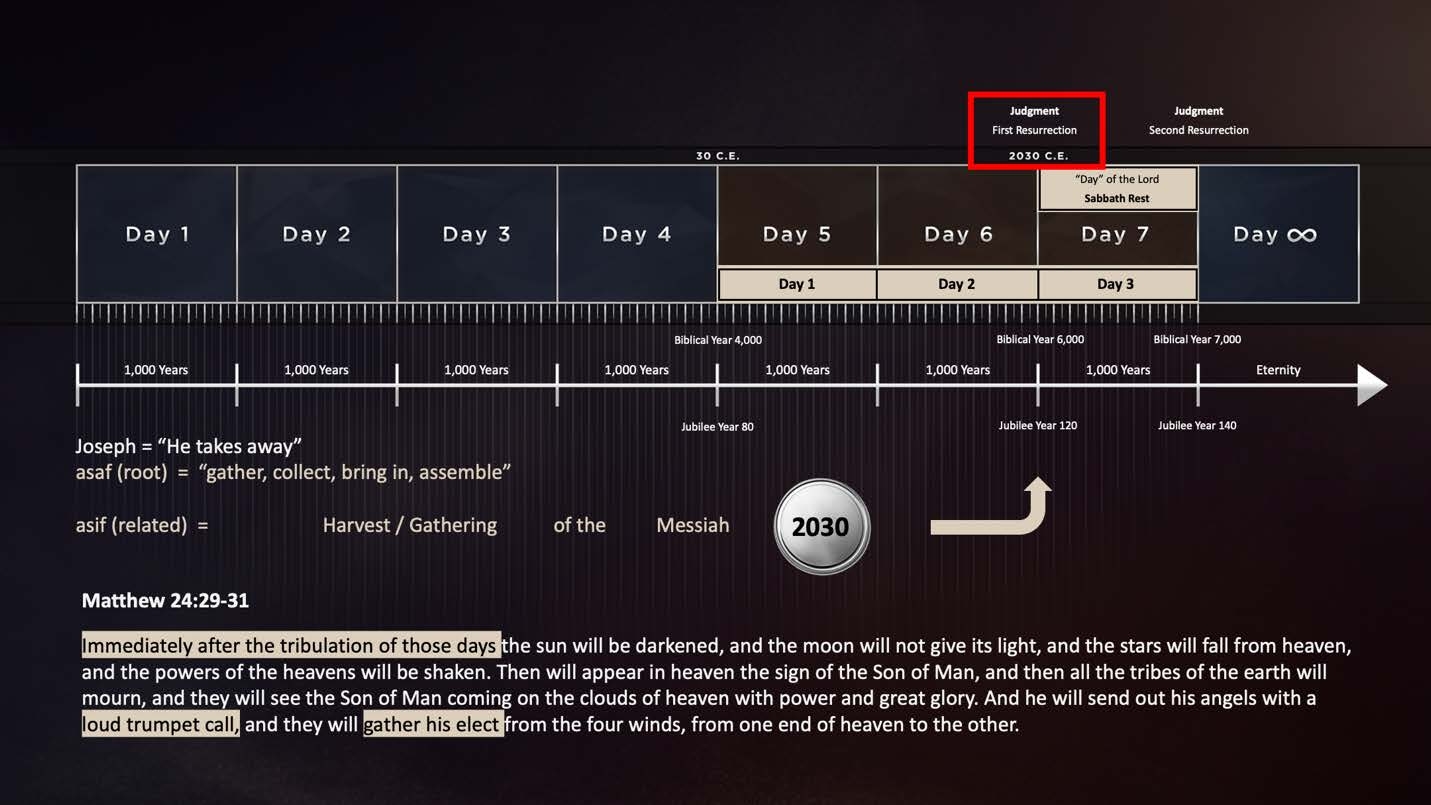 Judgment
First Resurrection
Judgment
Second Resurrection
30 C.E.
2030 C.E.
Day 1
Day 2
Day 3
Day 4
Day 5
Day 6
"Day" of the Lord
Sabbath Rest
Day 7
Day ∞
Day 1
Day 2
Day 3
Biblical Year 4,000
Biblical Year 6,000
Biblical Year 7,000
1,000 Years
1,000 Years
1,000 Years
1,000 Years
1,000 Years
1,000 Years
1,000 Years
Eternity
Jubilee Year 80
Jubilee Year 120
Jubilee Year 140
Joseph = “He takes away”
asaf (root) = “gather, collect, bring in, assemble”
asif (related) = Harvest / Gathering of the Messiah
2030
Matthew 24:29-31
Immediately after the tribulation of those days the sun will be darkened, and the moon will not give its light, and the stars will fall from heaven,
and the powers of the heavens will be shaken. Then will appear in heaven the sign of the Son of Man, and then all the tribes of the earth will
mourn, and they will see the Son of Man coming on the clouds of heaven with power and great glory. And he will send out his angels with a
loud trumpet call, and they will gather his elect from the four winds, from one end of heaven to the other.